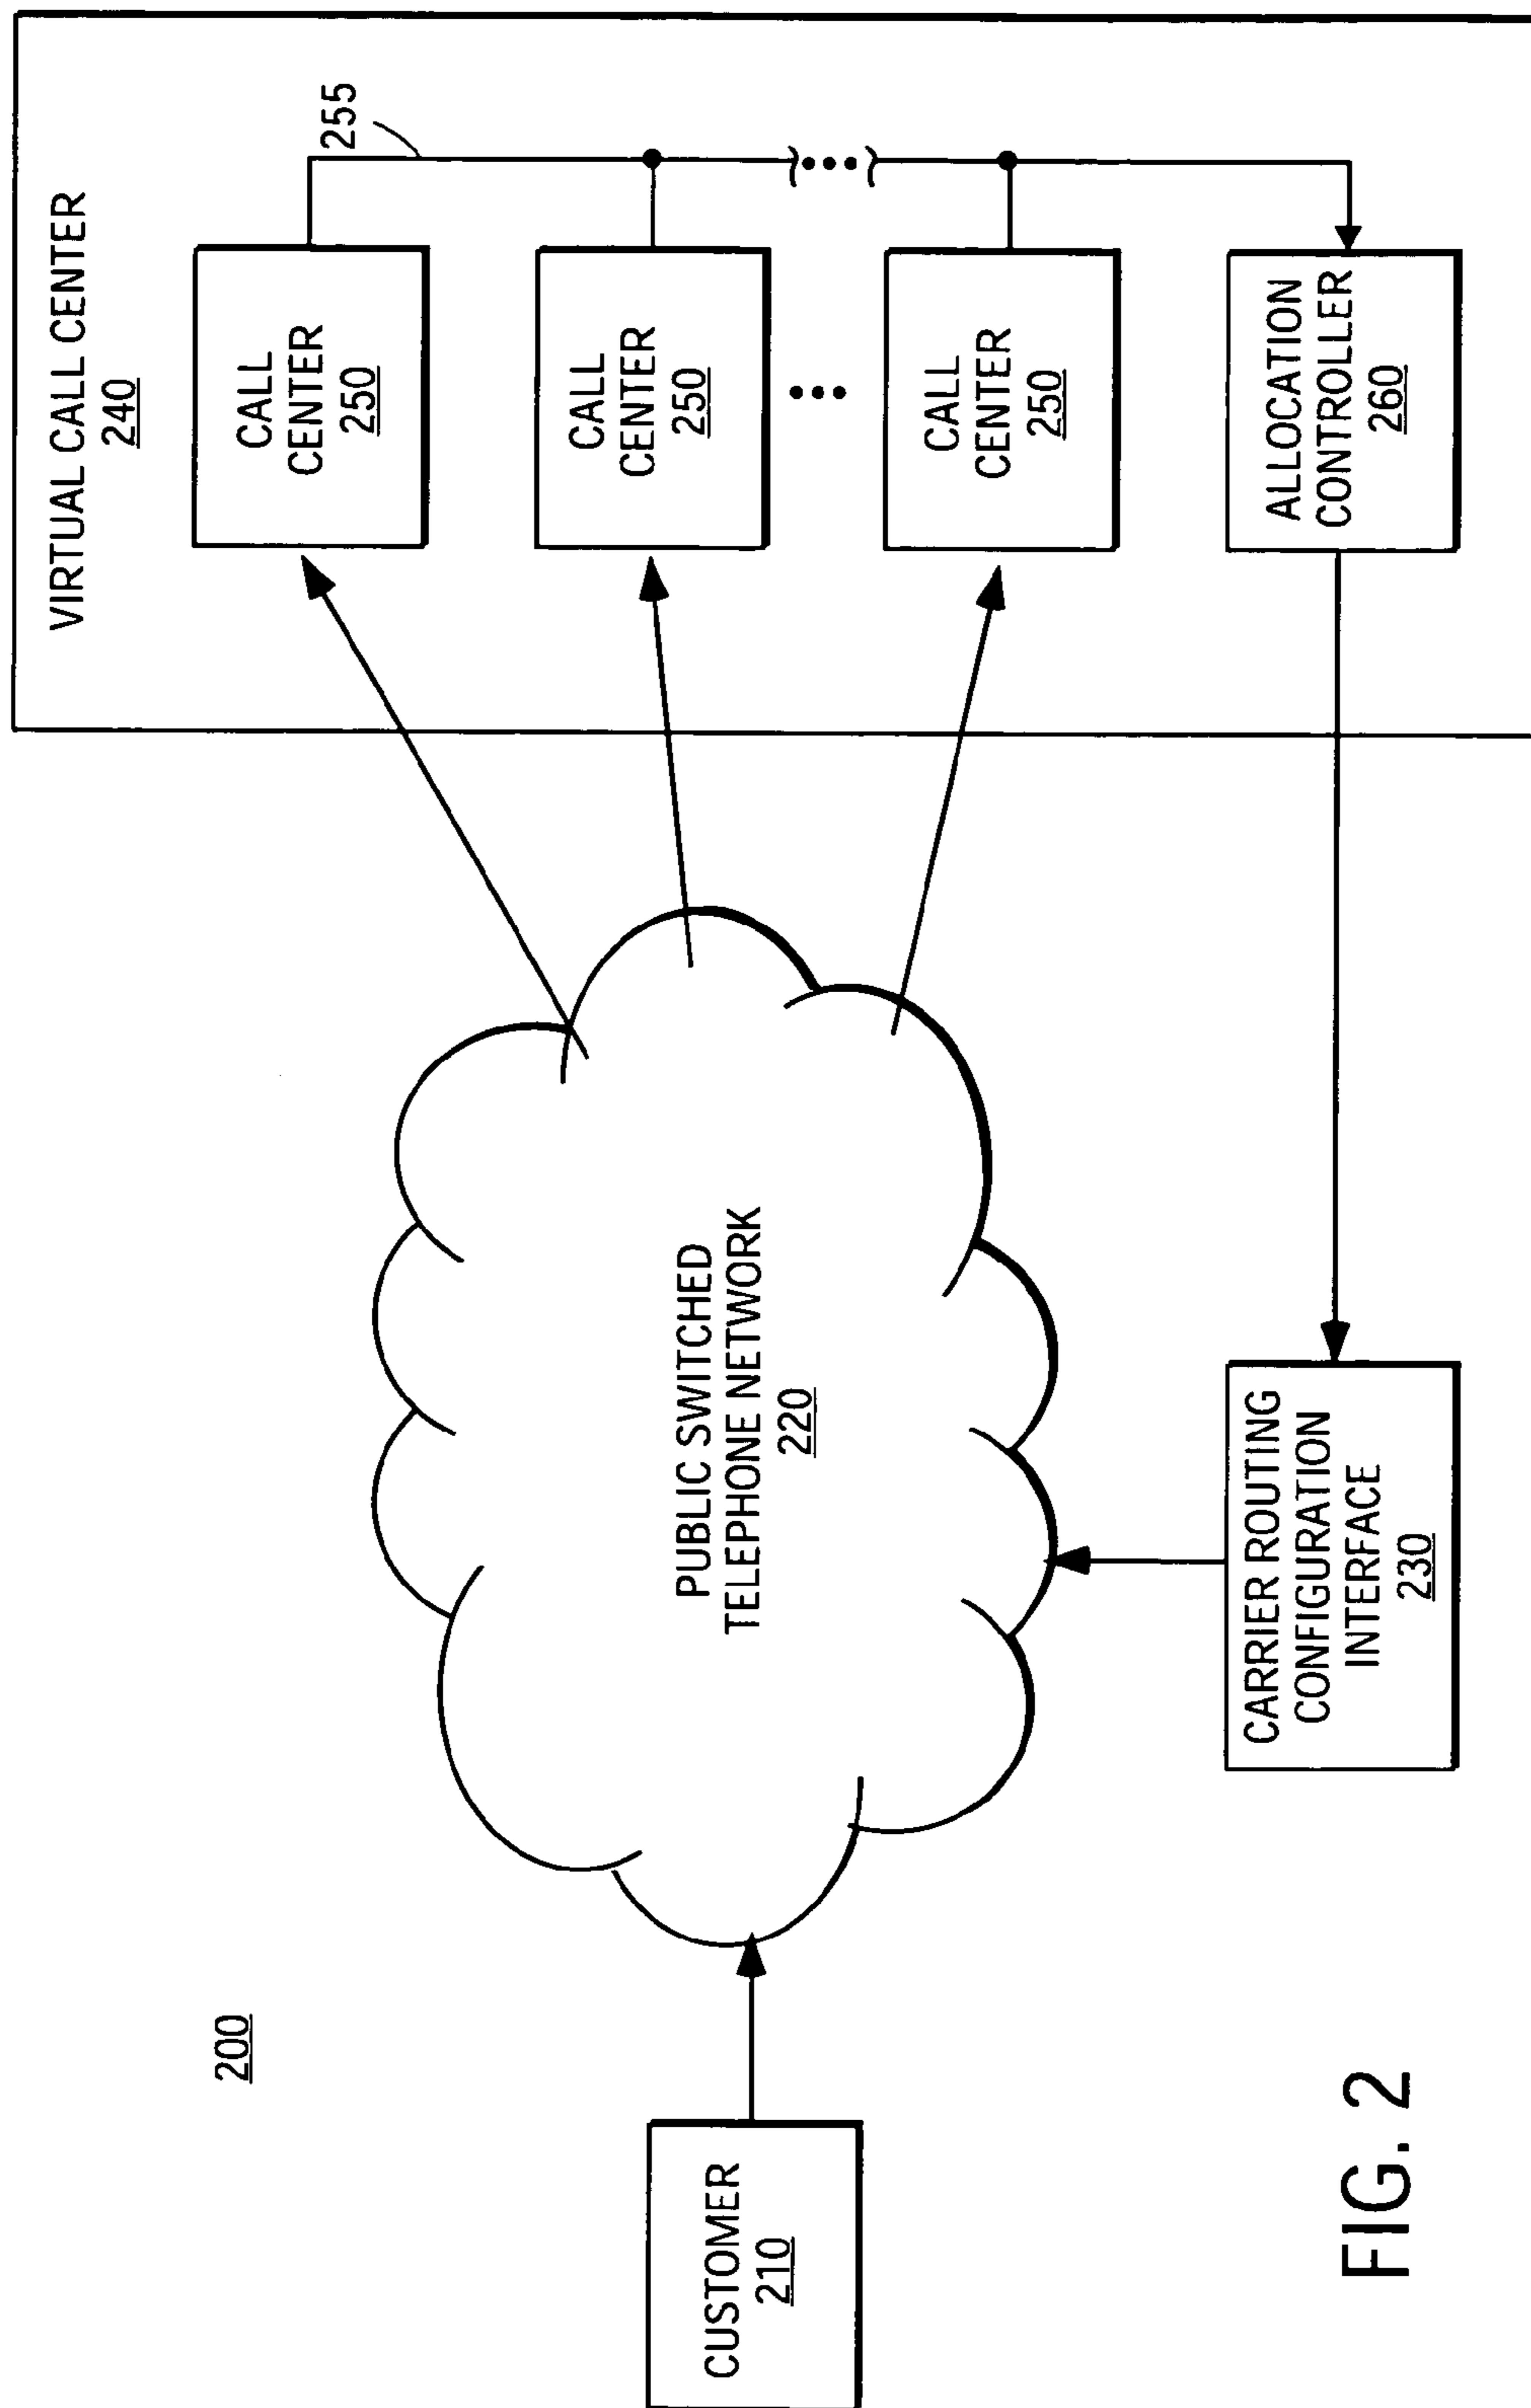 200
CUSTOMER
210
PUBLIC SWITCHED
TELEPHONE NETWORK
220
CARRIER ROUTING
CONFIGURATION
INTERFACE
230
VIRTUAL CALL CENTER
240
CALL
CENTER
250
CALL
CENTER
250
CALL
CENTER
250
255
ALLOCATION
CONTROLLER
260
FIG. 2